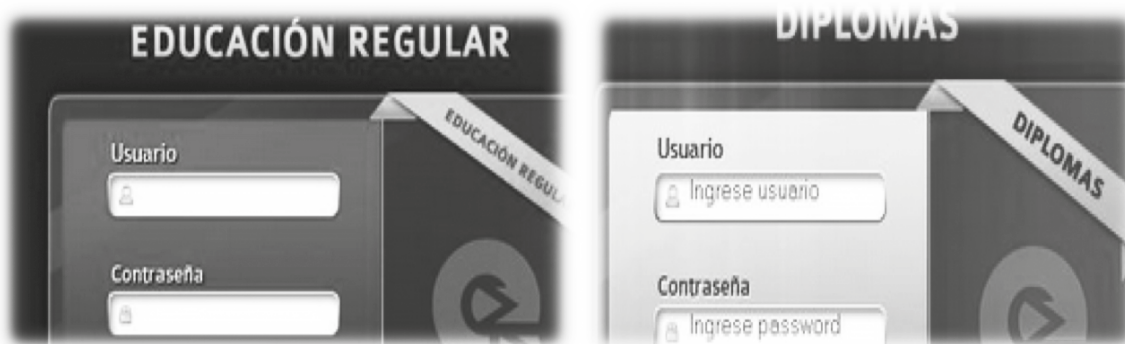 EDUCACIÓN REGULAR
EDUCACIÓN REGUL
Usuario
Contraseña
DIPLOMAS
DIPLOMAS
Usuario
Ingrese usuario
Contraseña
Ingrese password